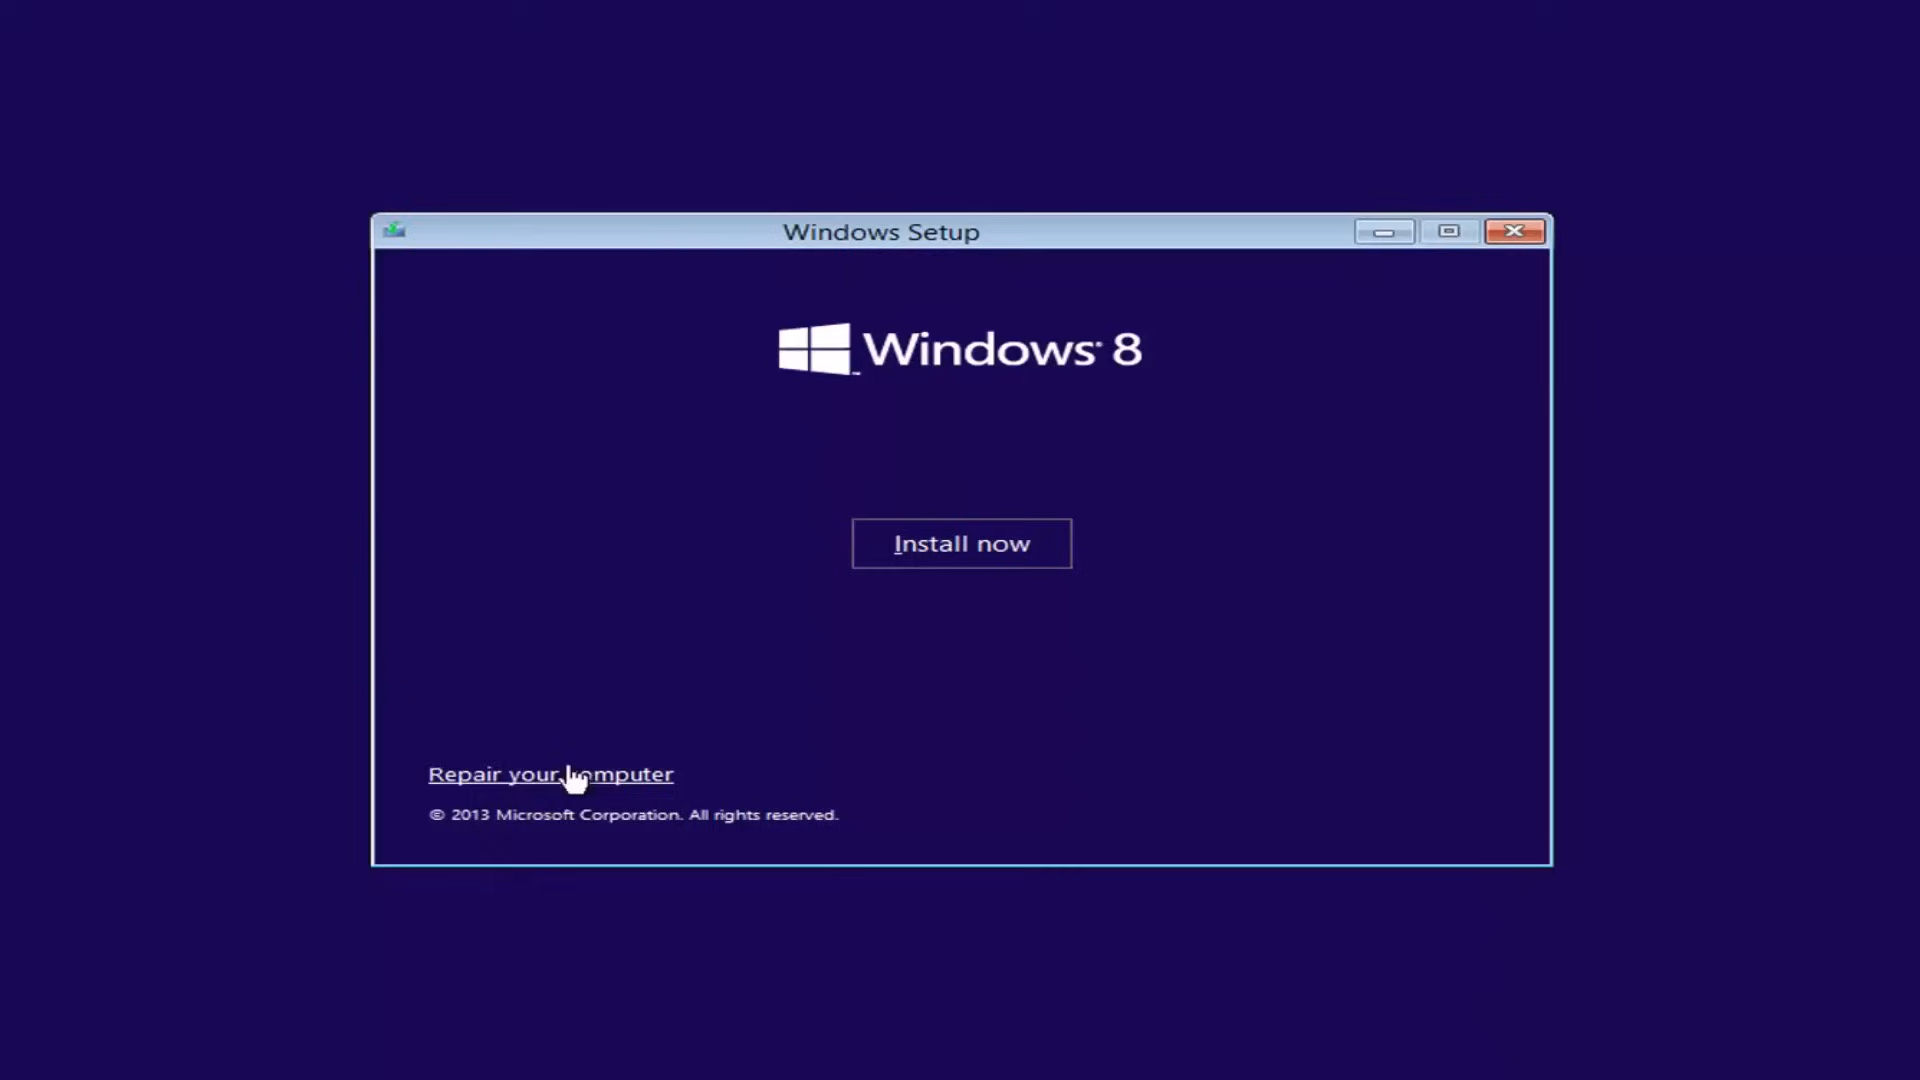 Windows Setup
Windows® 8
Install now
Repair your computer
© 2013 Microsoft Corporation. All rights reserved.